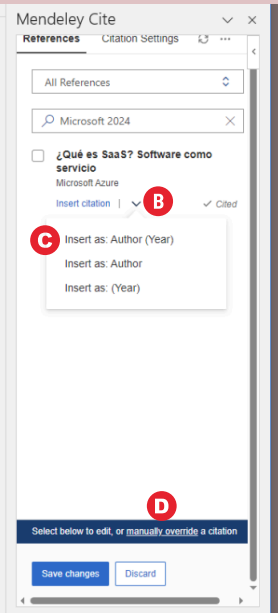 Mendeley Cite
References Citation Settings
All References
Microsoft 2024
¿Qué es SaaS? Software como
servicio
Microsoft Azure
Insert citation | B Cited
C Insert as: Author (Year)
Insert as: Author
Insert as: (Year)
D
Select below to edit, or manually override a citation
Save changes Discard